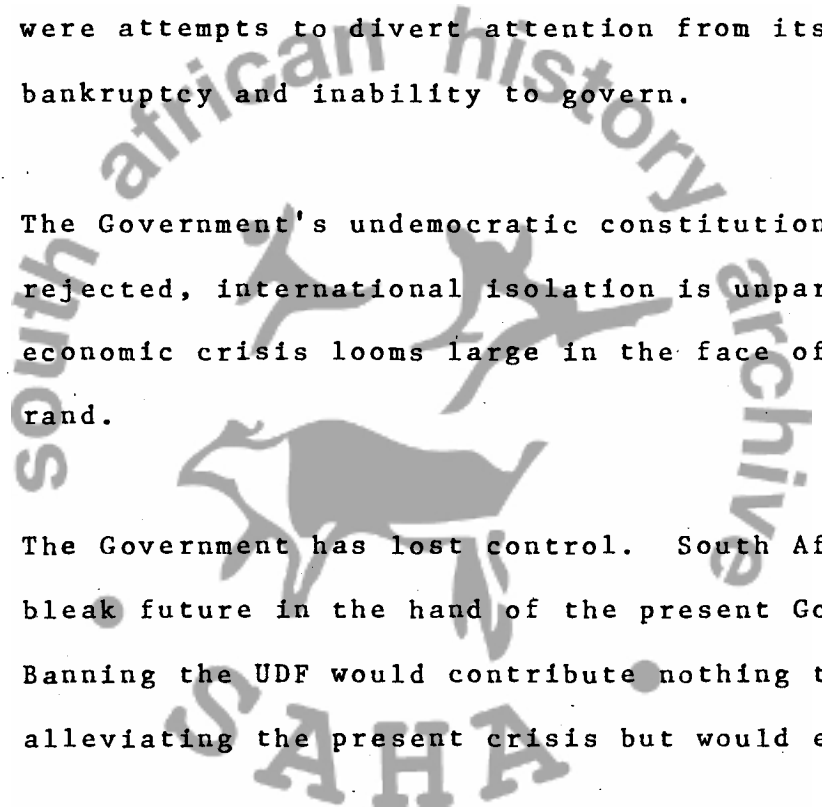 were attempts to divert attention from its
bankruptcy and inability to govern.
The Government's undemocratic constitution
rejected, international isolation is unpar
economic crisis looms large in the face of
rand.
The Government has lost control. South Af
bleak future in the hand of the present Go
Banning the UDF would contribute nothing t
alleviating the present crisis but would e
south african history archive
SAHA